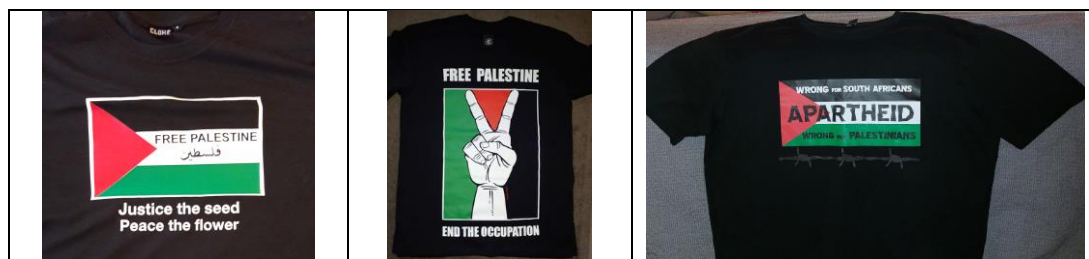 FREE PALESTINE
فلسطين
Justice the seed
Peace the flower
FREE PALESTINE
END THE OCCUPATION
WRONG FOR SOUTH AFRICANS
APARTHEID
WRONG FOR PALESTINIANS